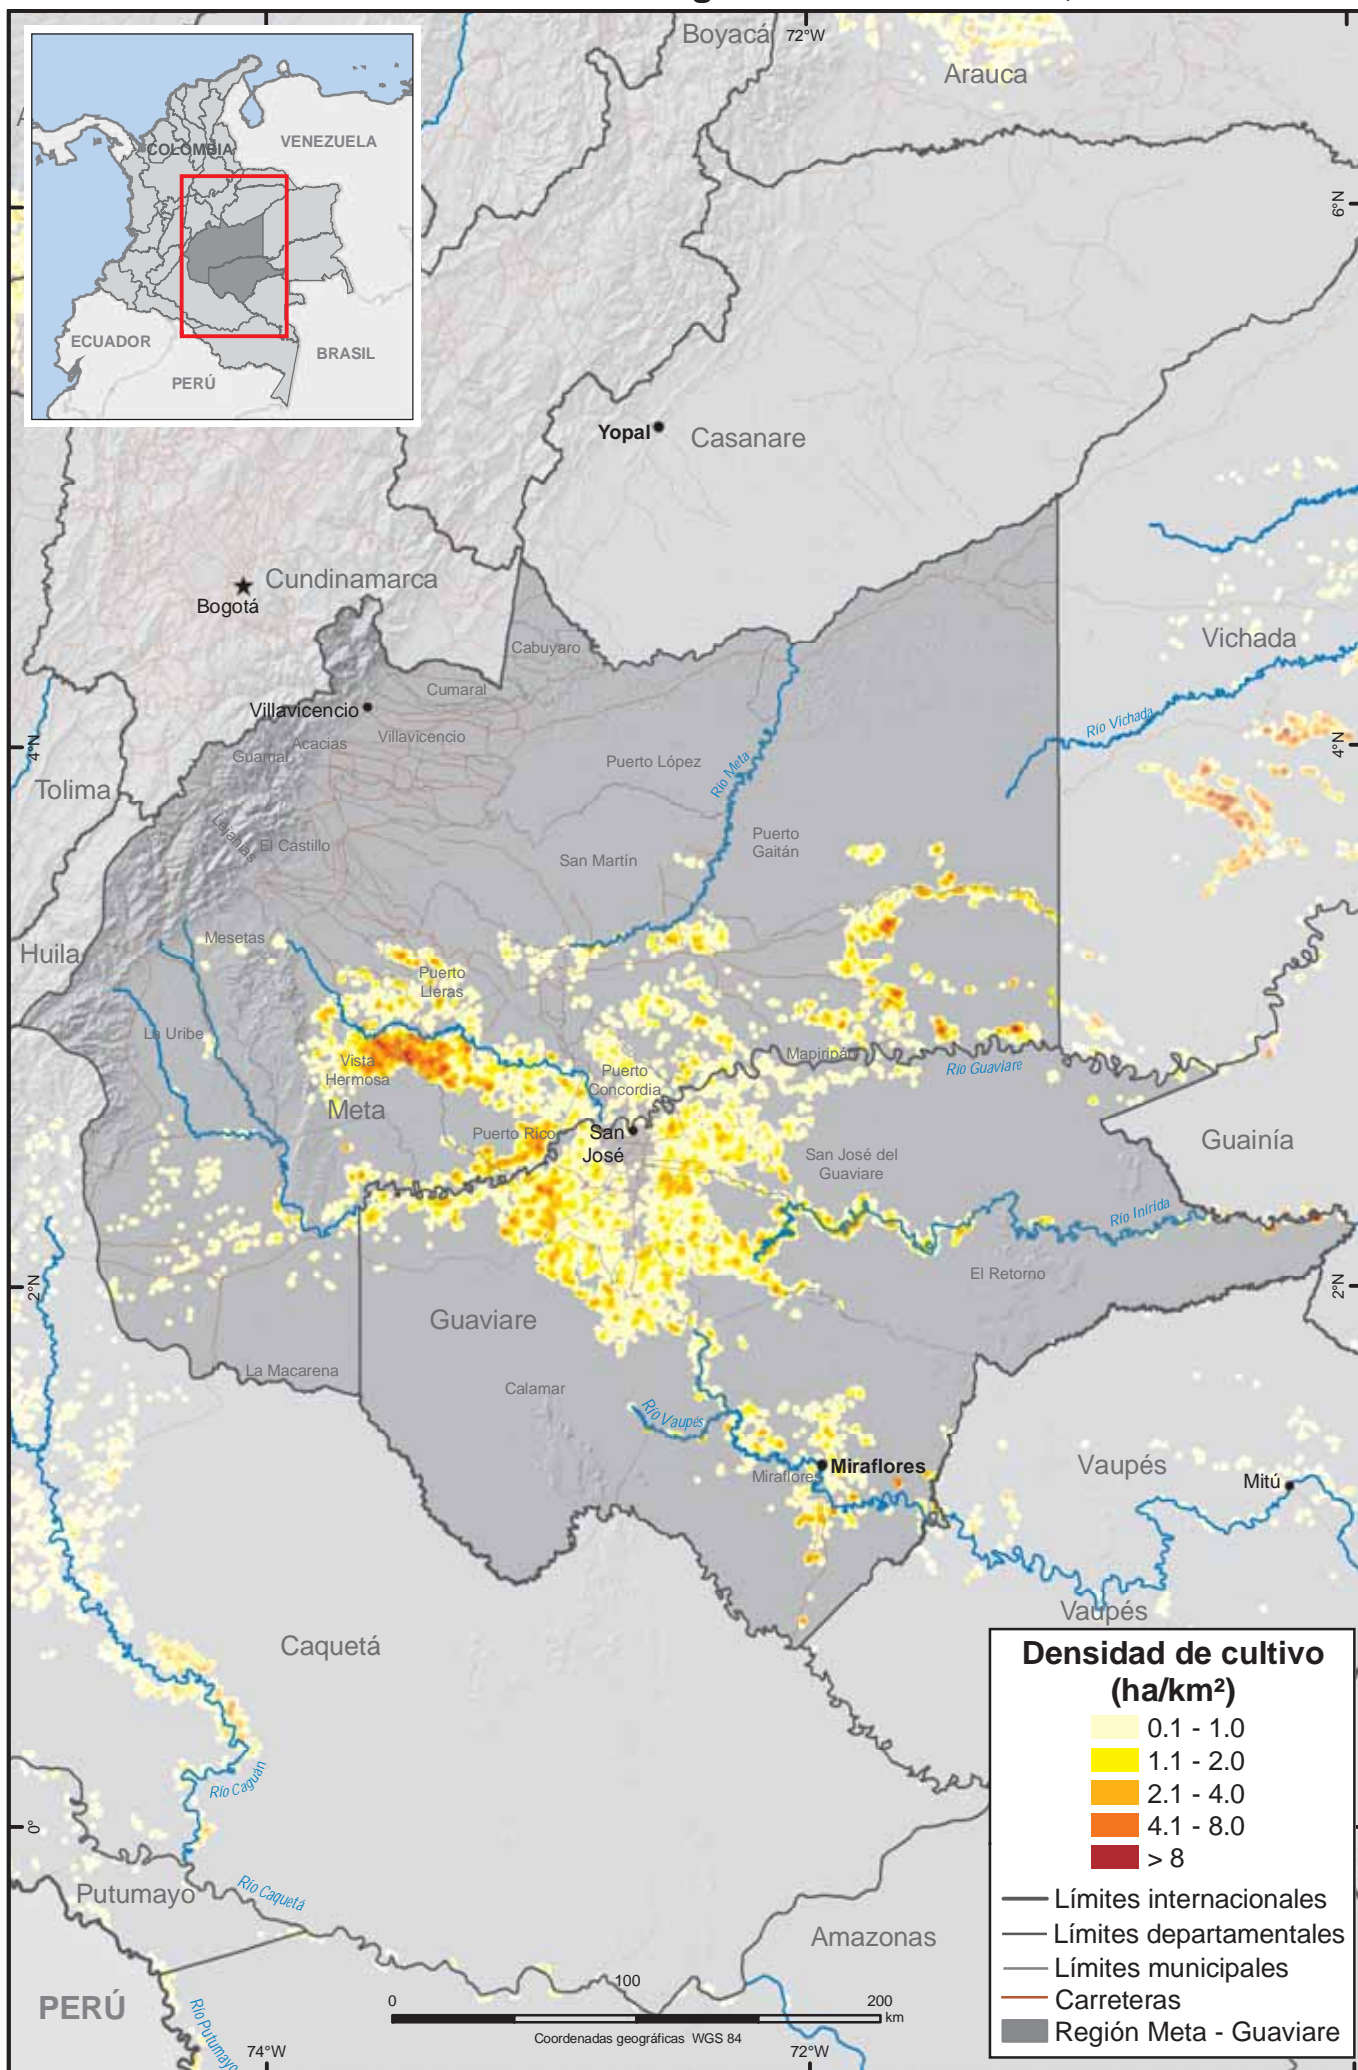 Boyacá
72°W
Arauca
COLOMBIA
VENEZUELA
ECUADOR
BRASIL
PERÚ
6°N
Yopal
Casanare
Cundinamarca
Bogotá
Vichada
Cabuyaro
Cumaral
Villavicencio
Villavicencio
Acacias
Guamal
Río Vichada
4°N
4°N
Tolima
Puerto López
Río Meta
Lejanías
El Castillo
Puerto
Gaitán
San Martín
Mesetas
Huila
Puerto
Lleras
La Uribe
Vista
Hermosa
Mapiripán
Puerto
Concordia
Río Guaviare
Meta
Puerto Rico
San
José
San José del
Guaviare
Guainía
Río Inírida
El Retorno
2°N
2°N
Guaviare
La Macarena
Calamar
Río Vaupés
Miraflores
Miraflores
Vaupés
Mitú
Vaupés
Caquetá
Río Caguán
0°
Putumayo
Río Caquetá
Amazonas
PERÚ
Río Putumayo
Densidad de cultivo
(ha/km²)
0.1 - 1.0
1.1 - 2.0
2.1 - 4.0
4.1 - 8.0
> 8
Límites internacionales
Límites departamentales
Límites municipales
Carreteras
Región Meta - Guaviare
100
0
200
km
Coordenadas geográficas WGS 84
74°W
72°W